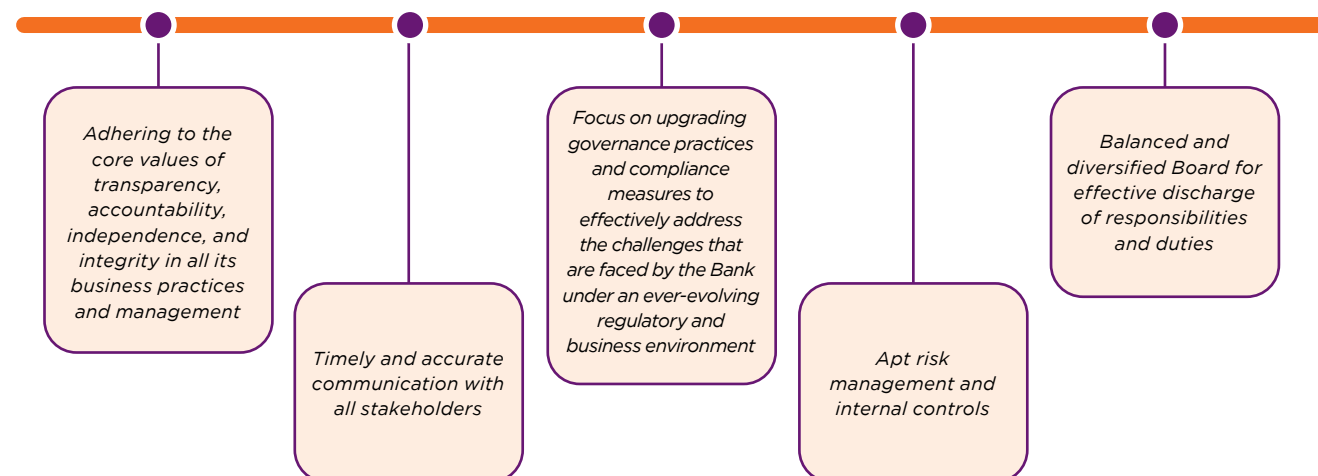 Adhering to the
core values of
transparency,
accountability,
independence, and
integrity in all its
business practices
and management
Timely and accurate
communication with
all stakeholders
Focus on upgrading
governance practices
and compliance
measures to
effectively address
the challenges that
are faced by the Bank
under an ever-evolving
regulatory and
business environment
Apt risk
management and
internal controls
Balanced and
diversified Board for
effective discharge
of responsibilities
and duties